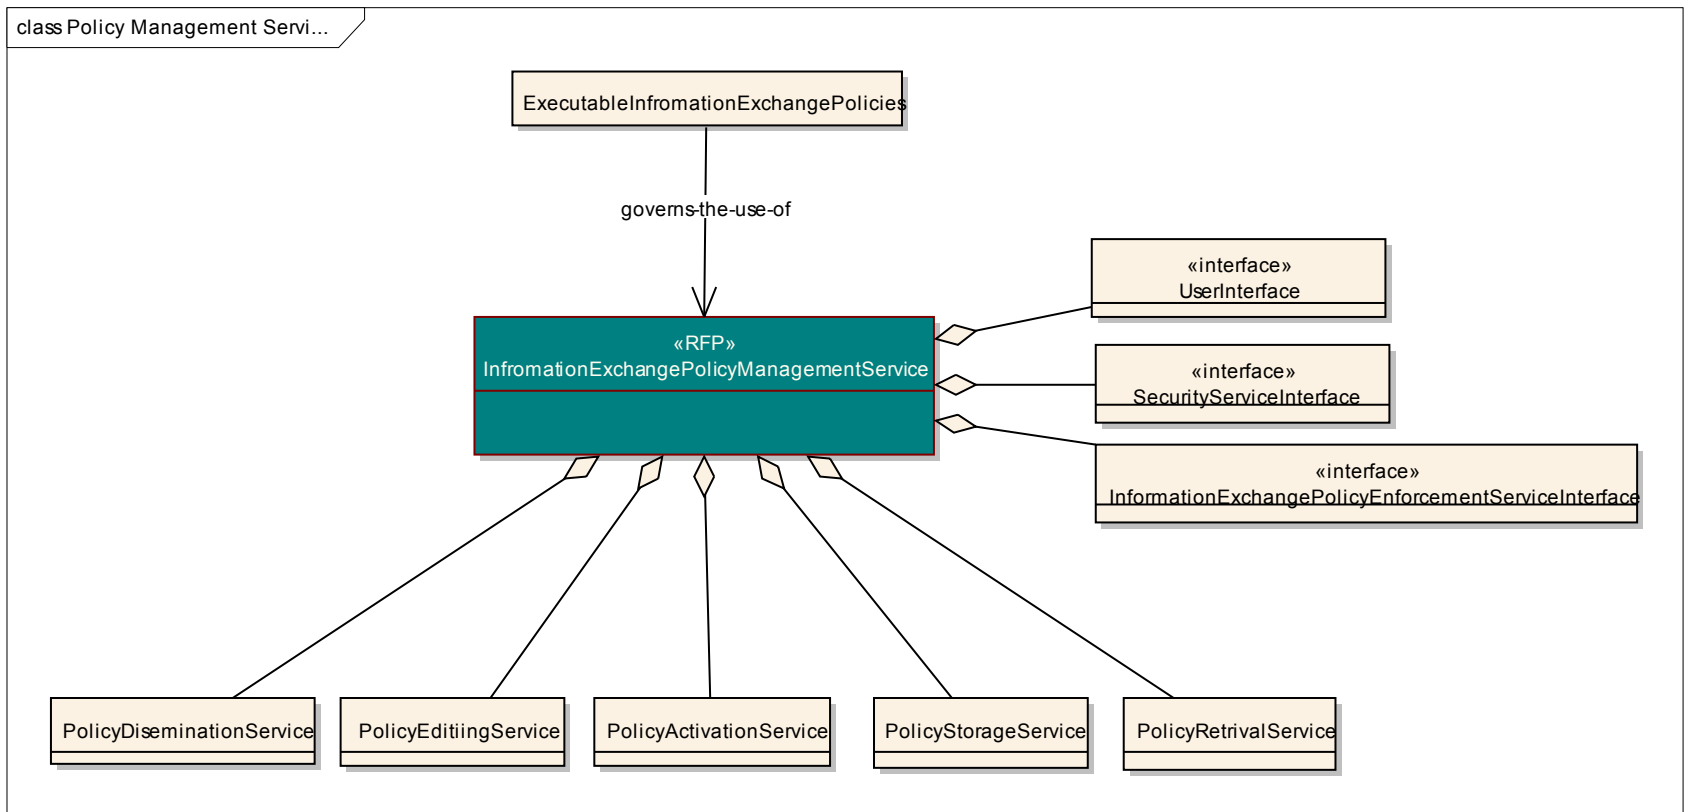 class Policy Management Servi...
ExecutableInfromationExchangePolicies
governs-the-use-of
«interface»
UserInterface
«RFP»
InfromationExchangePolicyManagementService
«interface»
SecurityServiceInterface
«interface»
InformationExchangePolicyEnforcementServiceInterface
PolicyDiseminationService
PolicyEditiingService
PolicyActivationService
PolicyStorageService
PolicyRetrivalService